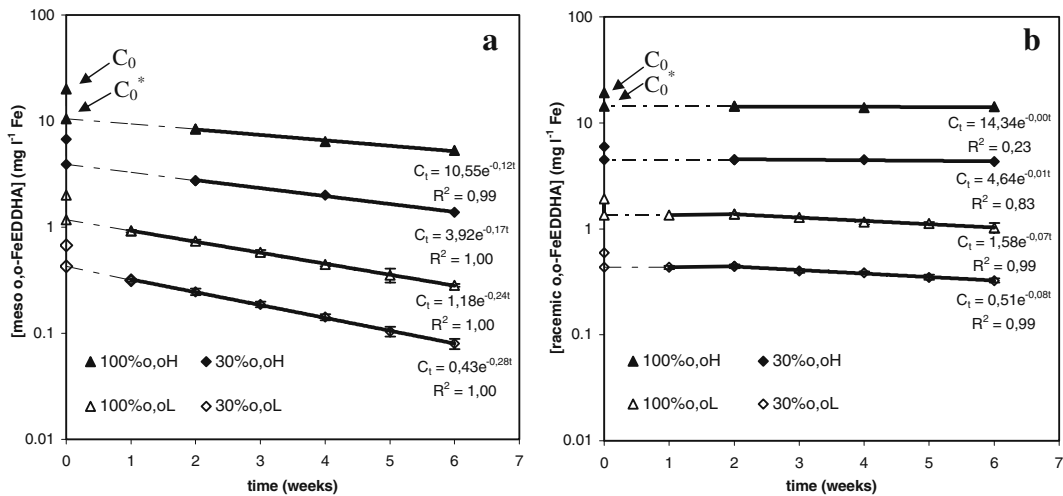 a
[meso o,o-FeEDDHA] (mg l⁻¹ Fe)
100
10
1
0.1
0.01
C₀
C₀*
Cₜ = 10,55e⁻⁰,¹²ᵗ
R² = 0,99
Cₜ = 3,92e⁻⁰,¹⁷ᵗ
R² = 1,00
Cₜ = 1,18e⁻⁰,²⁴ᵗ
R² = 1,00
Cₜ = 0,43e⁻⁰,²⁸ᵗ
R² = 1,00
100%o,oH 30%o,oH
100%o,oL 30%o,oL
0 1 2 3 4 5 6 7
time (weeks)
b
[racemic o,o-FeEDDHA] (mg l⁻¹ Fe)
100
10
1
0.1
0.01
C₀
C₀*
Cₜ = 14,34e⁻⁰,⁰⁰ᵗ
R² = 0,23
Cₜ = 4,64e⁻⁰,⁰¹ᵗ
R² = 0,83
Cₜ = 1,58e⁻⁰,⁰⁷ᵗ
R² = 0,99
Cₜ = 0,51e⁻⁰,⁰⁸ᵗ
R² = 0,99
100%o,oH 30%o,oH
100%o,oL 30%o,oL
0 1 2 3 4 5 6 7
time (weeks)